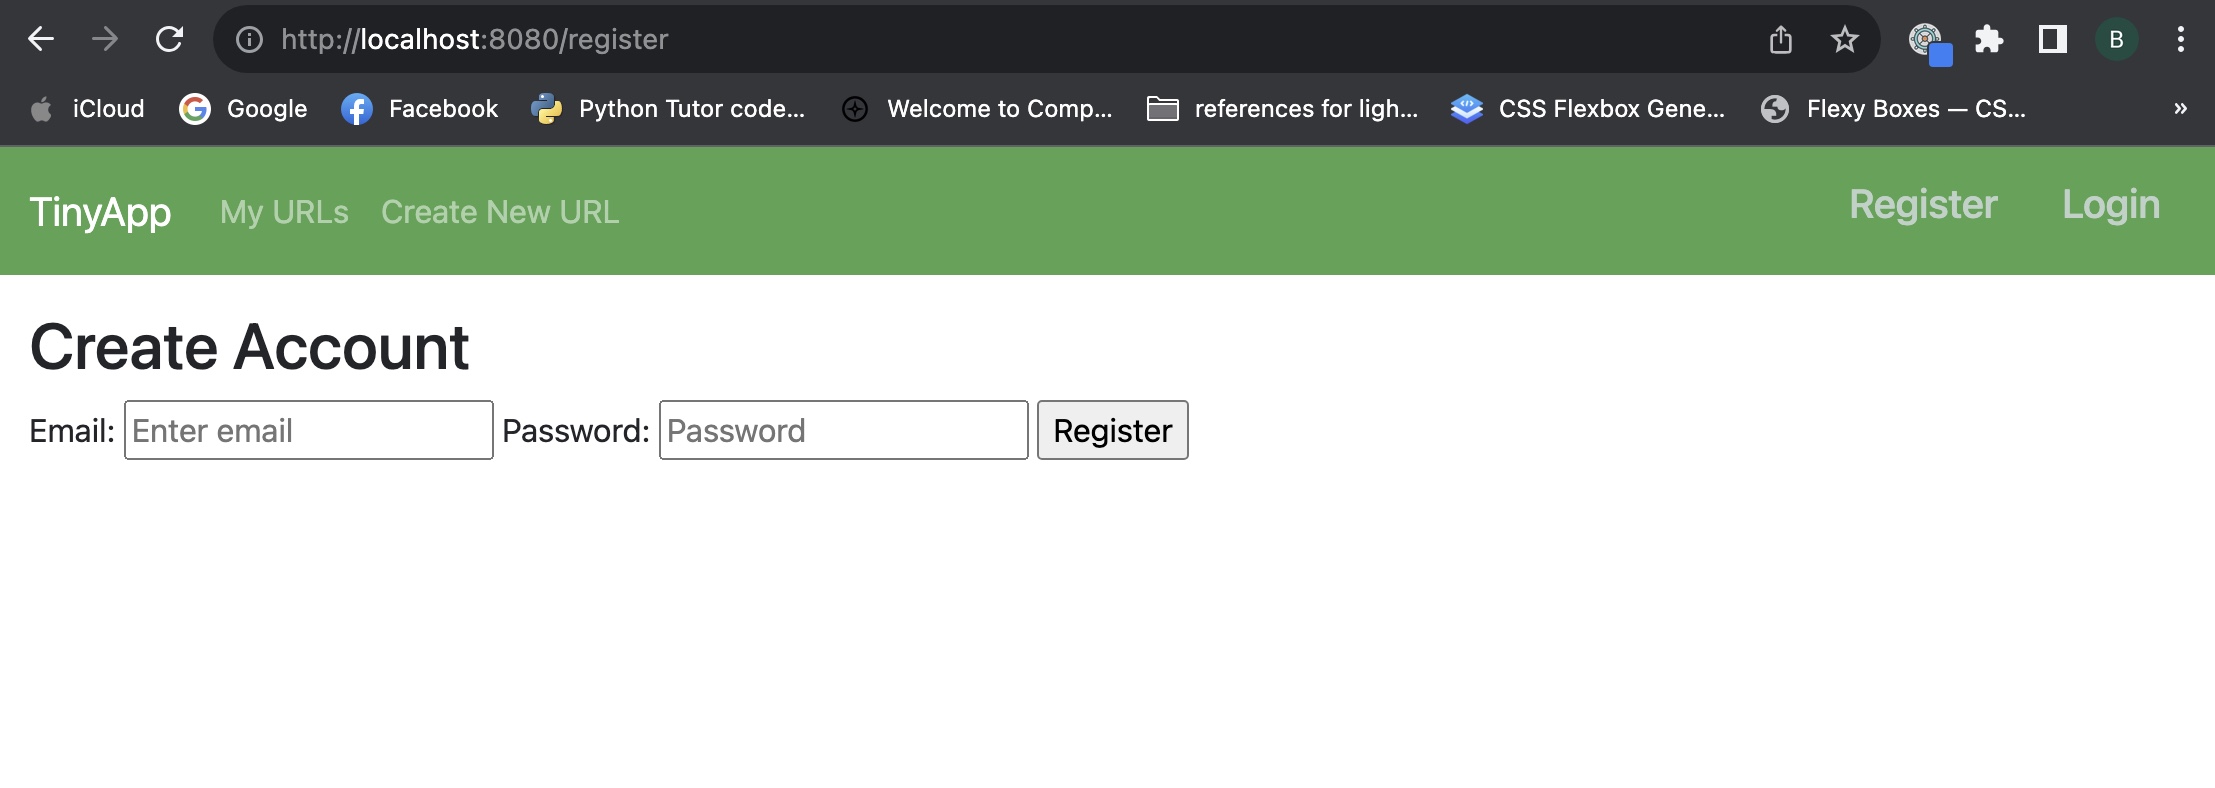 http://localhost:8080/register
B
iCloud Google Facebook Python Tutor code... Welcome to Comp... references for ligh... CSS Flexbox Gene... Flexy Boxes — CS... »
TinyApp My URLs Create New URL Register Login
Create Account
Email: Enter email Password: Password Register